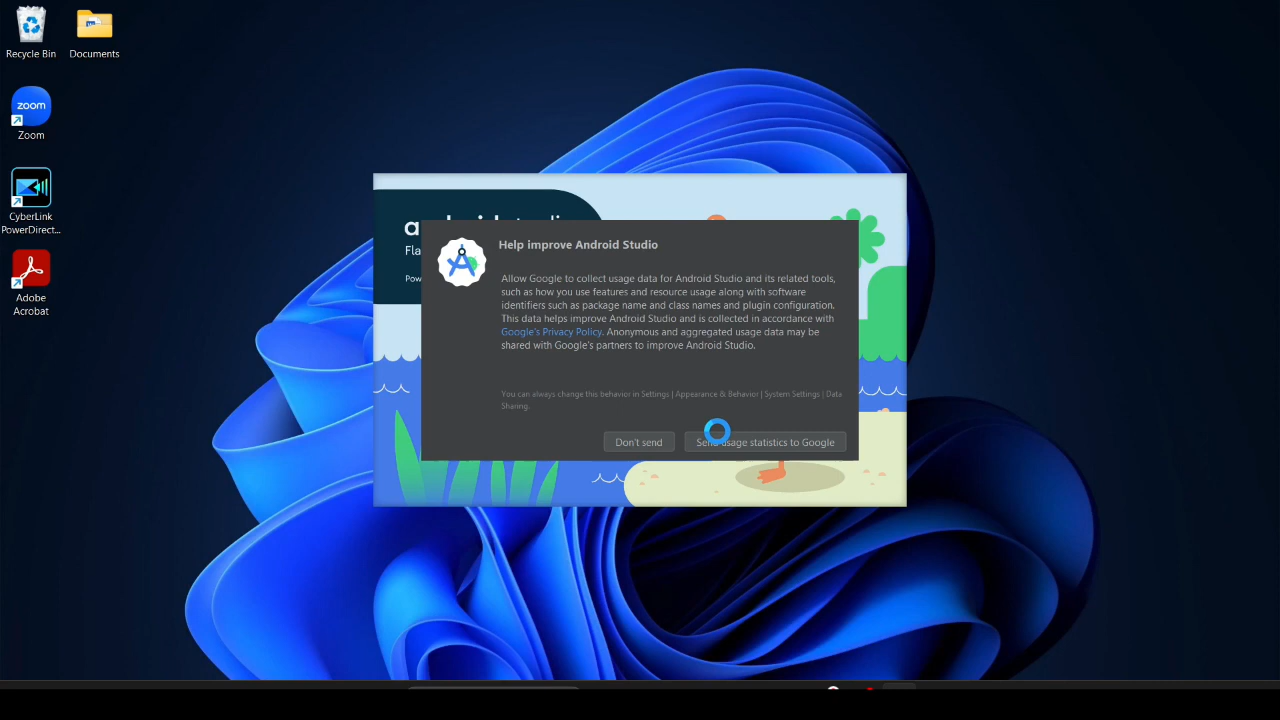 Recycle Bin
Documents
Zoom
CyberLink
PowerDirect...
Adobe
Acrobat
zoom
Fla
Pow
Help improve Android Studio
Allow Google to collect usage data for Android Studio and its related tools,
such as how you use features and resource usage along with software
identifiers such as package name and class names and plugin configuration.
This data helps improve Android Studio and is collected in accordance with
Google's Privacy Policy. Anonymous and aggregated usage data may be
shared with Google's partners to improve Android Studio.
You can always change this behavior in Settings | Appearance & Behavior | System Settings | Data
Sharing.
Don't send
Send usage statistics to Google